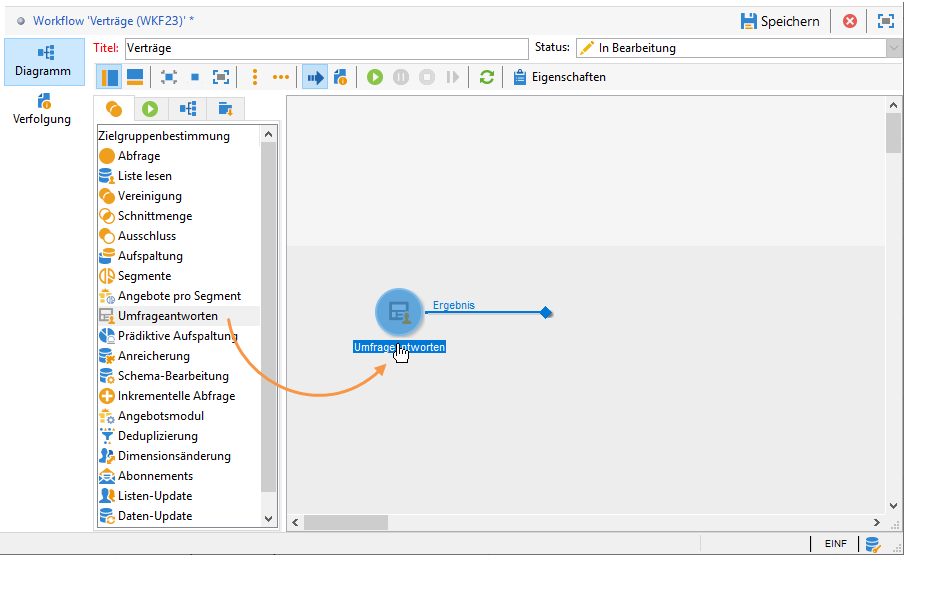 Workflow 'Verträge (WKF23)' *
Speichern
Diagramm
Verfolgung
Titel: Verträge
Status: In Bearbeitung
Eigenschaften
Zielgruppenbestimmung
Abfrage
Liste lesen
Vereinigung
Schnittmenge
Ausschluss
Aufspaltung
Segmente
Angebote pro Segment
Umfrageantworten
Prädiktive Aufspaltung
Anreicherung
Schema-Bearbeitung
Inkrementelle Abfrage
Angebotsmodul
Deduplizierung
Dimensionsänderung
Abonnements
Listen-Update
Daten-Update
Ergebnis
Umfrageantworten
EINF